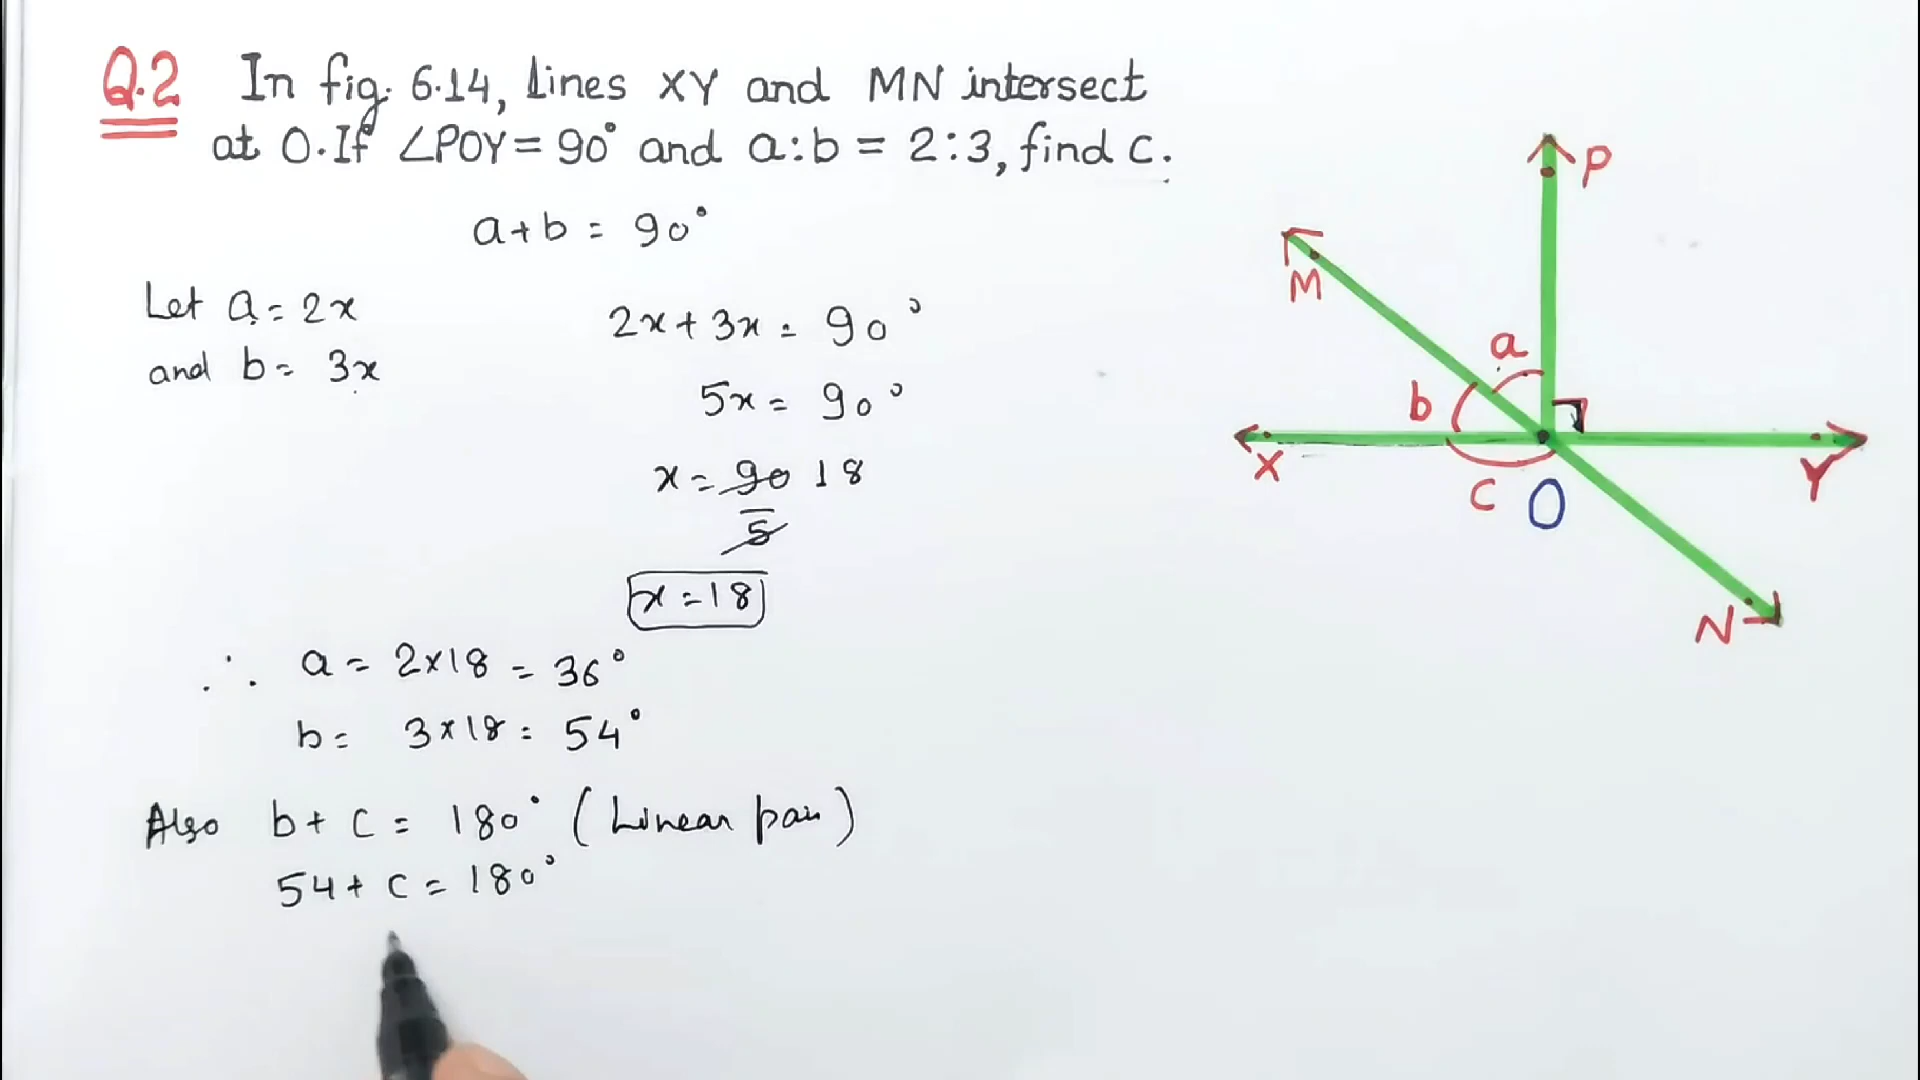 Q.2 In fig. 6.14, lines XY and MN intersect
at O. If ∠POY = 90° and a:b = 2:3, find c.
a+b = 90°
Let a = 2x
and b = 3x
2x + 3x = 90°
5x = 90°
x = 90 18
5
x = 18
∴ a = 2×18 = 36°
b = 3×18 = 54°
Also b + c = 180° (Linear pair)
54 + c = 180°
P
M
a
b
X
Y
C
O
N